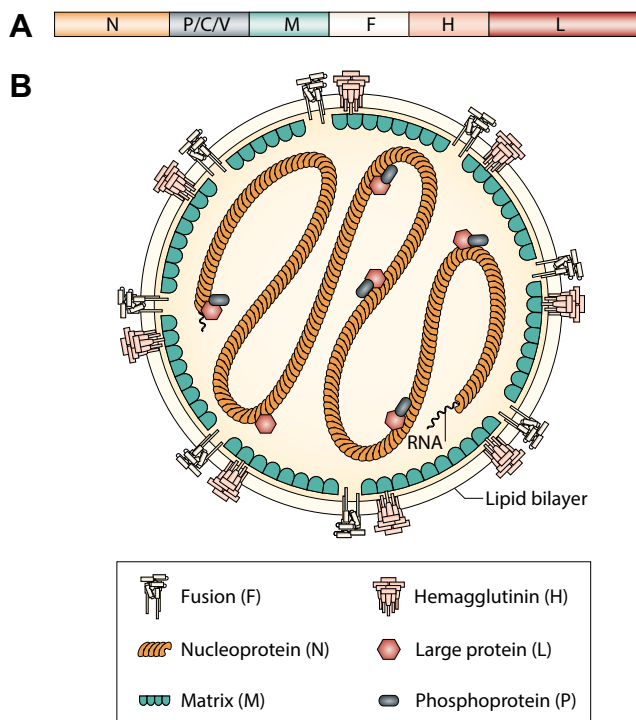 A
N P/C/V M F H L
B
RNA
Lipid bilayer
Fusion (F) Hemagglutinin (H)
Nucleoprotein (N) Large protein (L)
Matrix (M) Phosphoprotein (P)